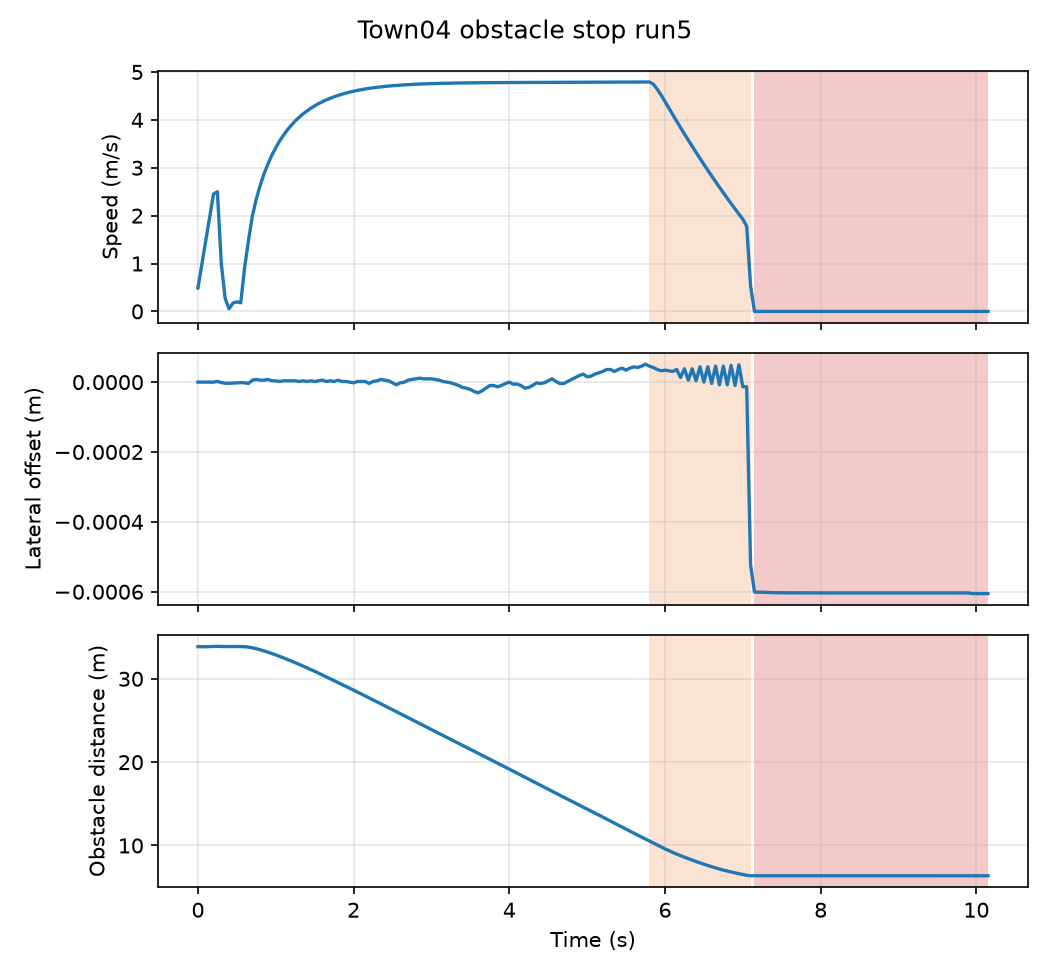 Town04 obstacle stop run5
Speed (m/s)
5
4
3
2
1
0
Lateral offset (m)
0.0000
−0.0002
−0.0004
−0.0006
Obstacle distance (m)
30
20
10
0 2 4 6 8 10
Time (s)